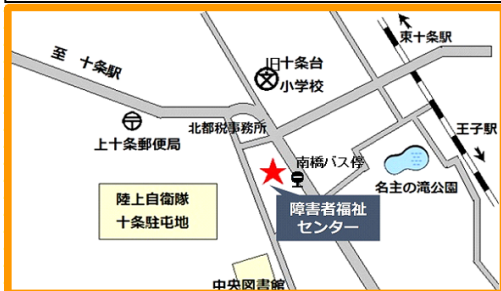 東十条駅
至 十条駅
旧十条台
小学校
北都税事務所
上十条郵便局
王子駅
南橋バス停
名主の滝公園
陸上自衛隊
十条駐屯地
障害者福祉
センター
中央図書館